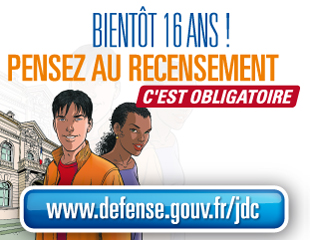 BIENTÔT 16 ANS !
PENSEZ AU RECENSEMENT
C'EST OBLIGATOIRE
www.defense.gouv.fr/jdc